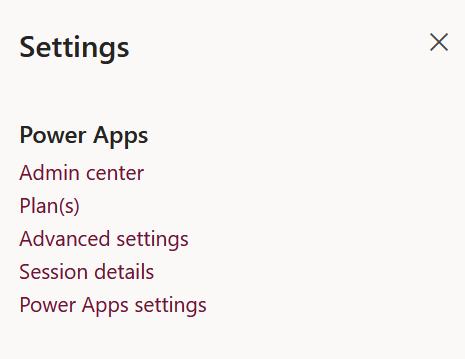 Settings
Power Apps
Admin center
Plan(s)
Advanced settings
Session details
Power Apps settings